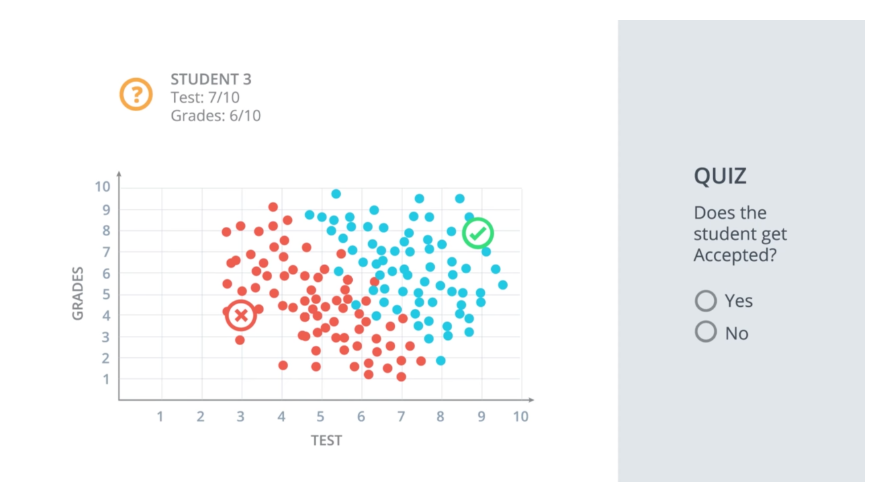 STUDENT 3
Test: 7/10
Grades: 6/10
?
10
9
8
7
6
5
4
3
2
1
GRADES
1 2 3 4 5 6 7 8 9 10
TEST
QUIZ
Does the
student get
Accepted?
Yes
No